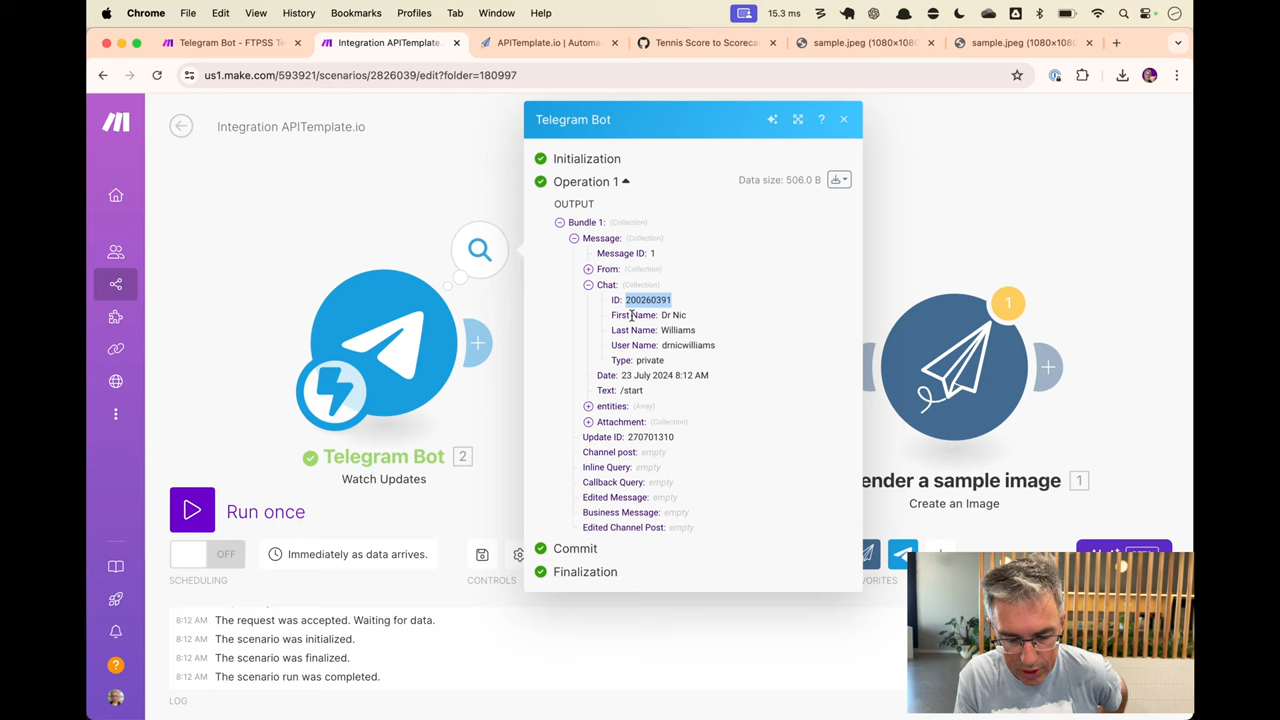 Chrome File Edit View History Bookmarks Profiles Tab Window Help 15.3 ms
Telegram Bot - FTPSS Te
Integration APITemplate.
APITemplate.io | Automa
Tennis Score to Scorecar
sample.jpeg (1080×108
sample.jpeg (1080×108
us1.make.com/593921/scenarios/2826039/edit?folder=180997
Integration APITemplate.io
Telegram Bot
Initialization
Operation 1
Data size: 506.0 B
OUTPUT
Bundle 1: (Collection)
Message: (Collection)
Message ID: 1
From: (Collection)
Chat: (Collection)
ID: 200260391
First Name: Dr Nic
Last Name: Williams
User Name: drnicwilliams
Type: private
Date: 23 July 2024 8:12 AM
Text: /start
entities: (Array)
Attachment: (Collection)
Update ID: 270701310
Channel post: empty
Inline Query: empty
Callback Query: empty
Edited Message: empty
Business Message: empty
Edited Channel Post: empty
Commit
Finalization
Telegram Bot 2
Watch Updates
1
ender a sample image 1
Create an Image
Run once
OFF
Immediately as data arrives.
SCHEDULING
CONTROLS
8:12 AM The request was accepted. Waiting for data.
8:12 AM The scenario was initialized.
8:12 AM The scenario was finalized.
8:12 AM The scenario run was completed.
LOG